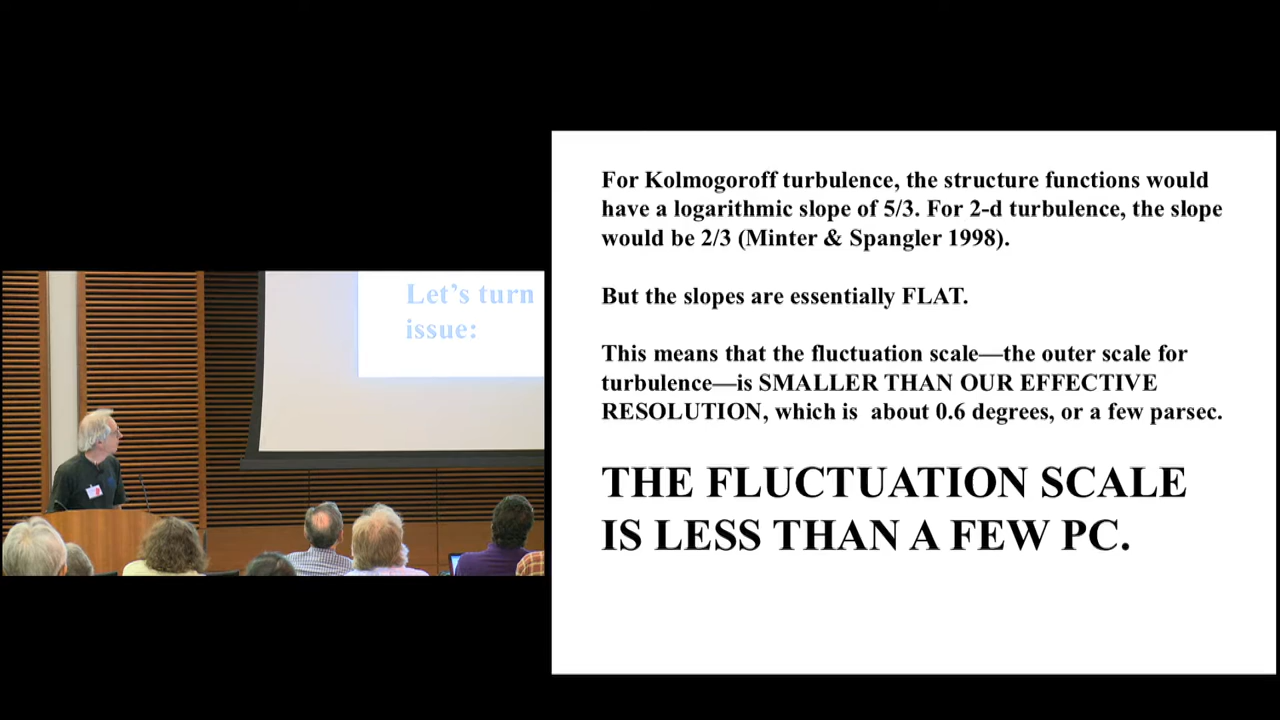 Let's turn
issue:
For Kolmogoroff turbulence, the structure functions would
have a logarithmic slope of 5/3. For 2-d turbulence, the slope
would be 2/3 (Minter & Spangler 1998).
But the slopes are essentially FLAT.
This means that the fluctuation scale—the outer scale for
turbulence—is SMALLER THAN OUR EFFECTIVE
RESOLUTION, which is about 0.6 degrees, or a few parsec.
THE FLUCTUATION SCALE
IS LESS THAN A FEW PC.